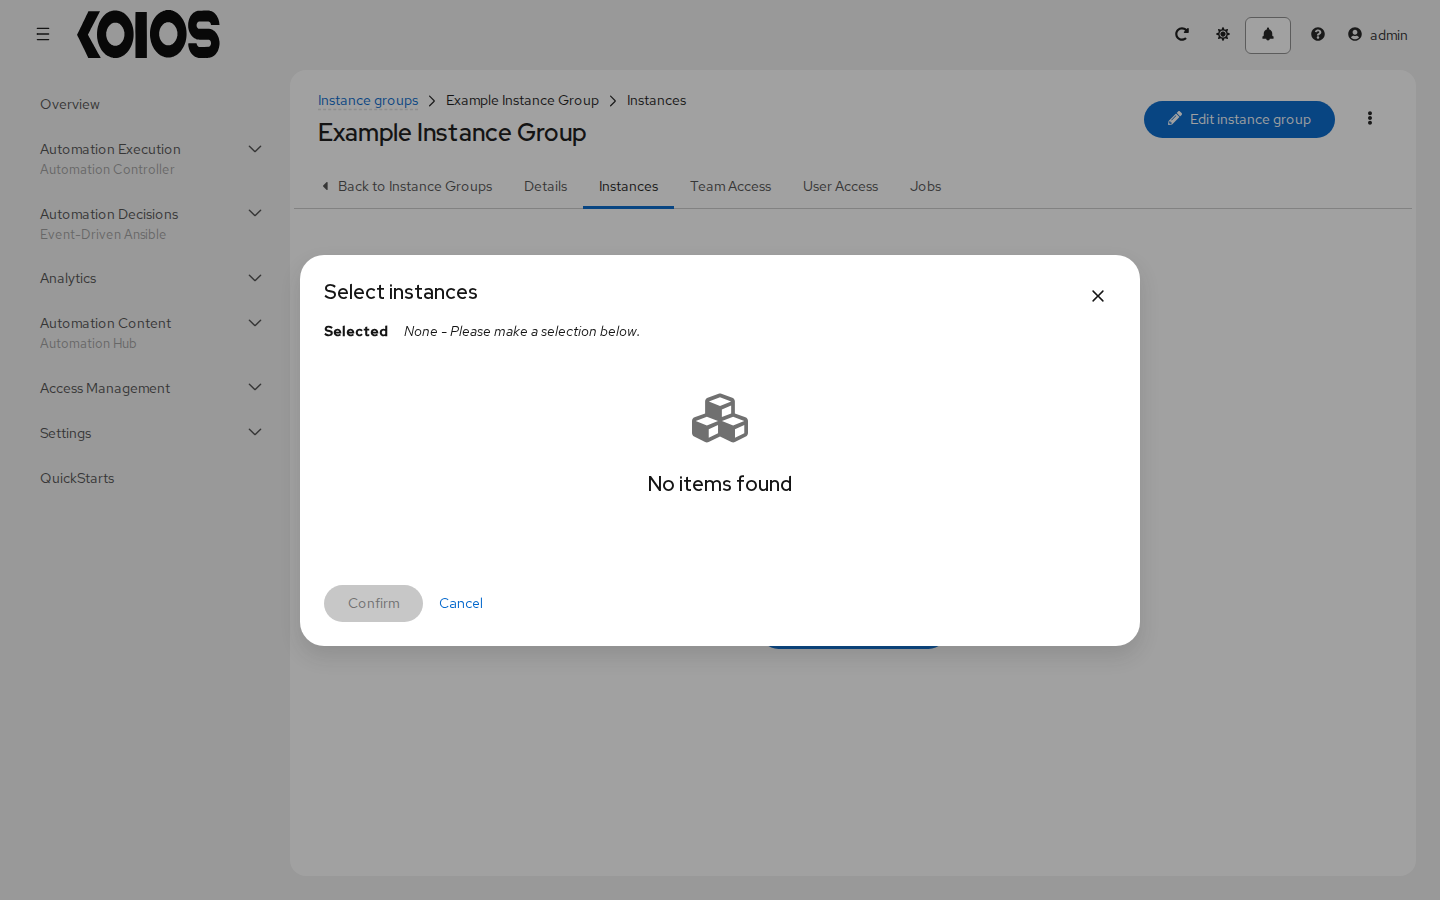 KOIOS
admin
Overview
Automation Execution
Automation Controller
Automation Decisions
Event-Driven Ansible
Analytics
Automation Content
Automation Hub
Access Management
Settings
QuickStarts
Instance groups > Example Instance Group > Instances
Example Instance Group
Edit instance group
Back to Instance Groups Details Instances Team Access User Access Jobs
Select instances
Selected None - Please make a selection below.
No items found
Confirm Cancel